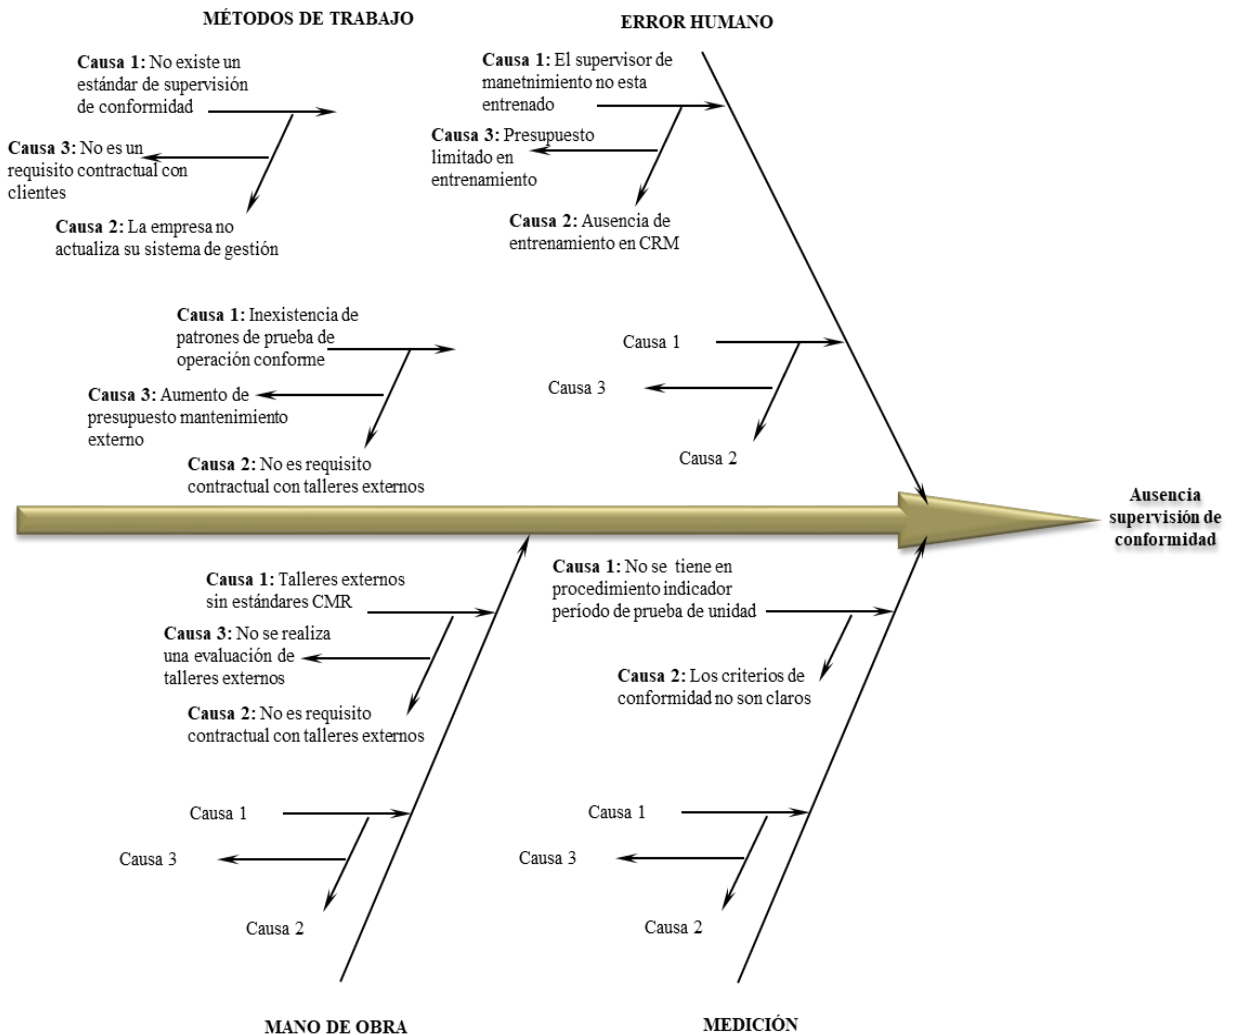 MÉTODOS DE TRABAJO
Causa 1: No existe un
estándar de supervisión
de conformidad
Causa 3: No es un
requisito contractual con
clientes
Causa 2: La empresa no
actualiza su sistema de gestión
Causa 1: Inexistencia de
patrones de prueba de
operación conforme
Causa 3: Aumento de
presupuesto mantenimiento
externo
Causa 2: No es requisito
contractual con talleres externos
ERROR HUMANO
Causa 1: El supervisor de
manetnimiento no esta
entrenado
Causa 3: Presupuesto
limitado en
entrenamiento
Causa 2: Ausencia de
entrenamiento en CRM
Causa 1
Causa 3
Causa 2
Ausencia
supervisión de
conformidad
Causa 1: Talleres externos
sin estándares CMR
Causa 3: No se realiza
una evaluación de
talleres externos
Causa 2: No es requisito
contractual con talleres externos
Causa 1
Causa 3
Causa 2
MANO DE OBRA
Causa 1: No se tiene en
procedimiento indicador
período de prueba de unidad
Causa 2: Los criterios de
conformidad no son claros
Causa 1
Causa 3
Causa 2
MEDICIÓN